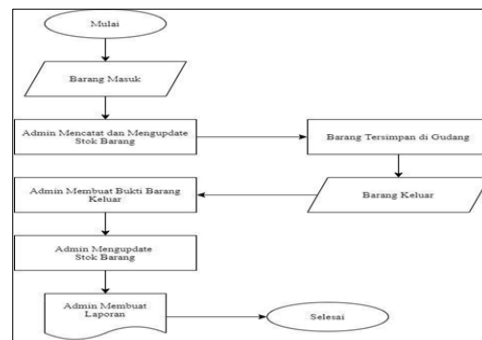 Mulai
Barang Masuk
Admin Mencatat dan Mengupdate
Stok Barang
Barang Tersimpan di Gudang
Barang Keluar
Admin Membuat Bukti Barang
Keluar
Admin Mengupdate
Stok Barang
Admin Membuat
Laporan
Selesai